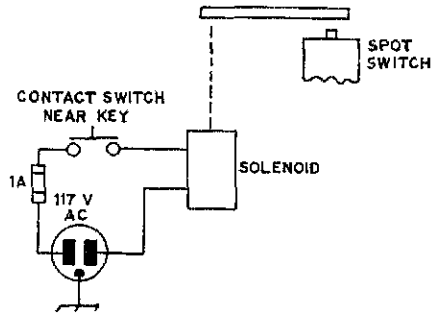 SPOT
SWITCH
CONTACT SWITCH
NEAR KEY
SOLENOID
1A
117 V
AC